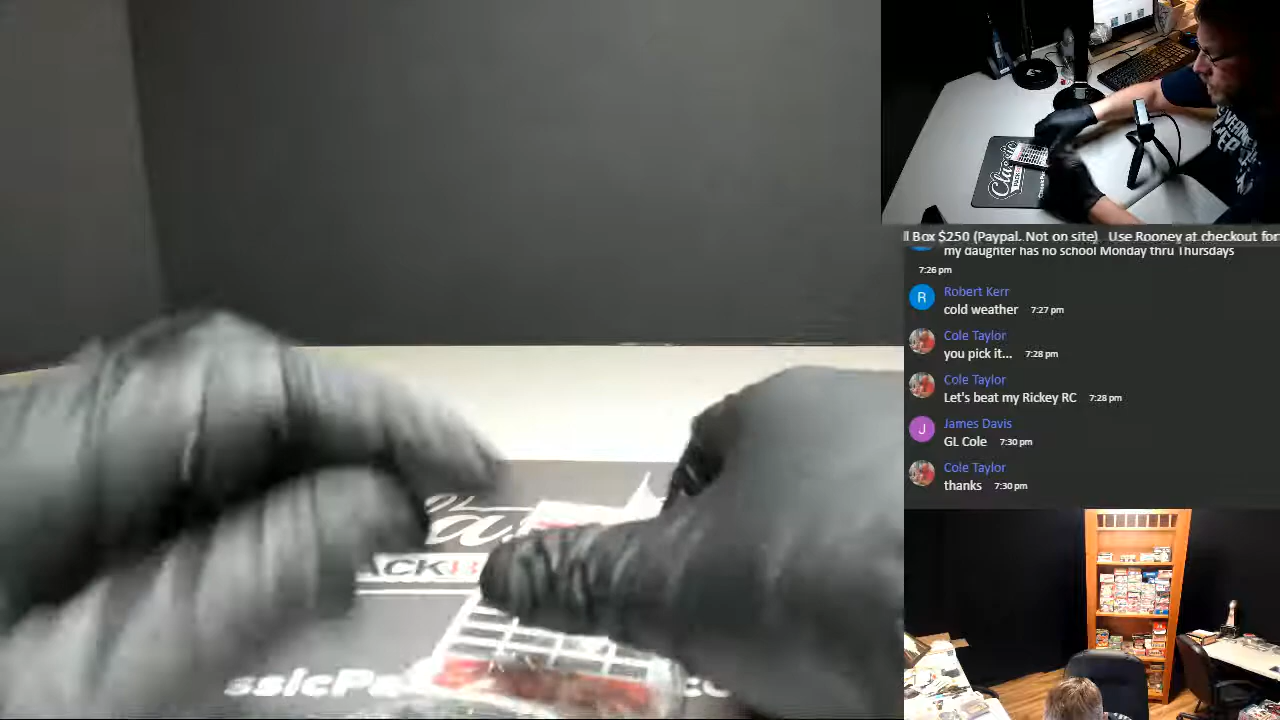 ll Box $250 (Paypal. Not on site)   Use Rooney at checkout for
my daughter has no school Monday thru Thursdays
7:26 pm
R
Robert Kerr
cold weather 7:27 pm
Cole Taylor
you pick it... 7:28 pm
Cole Taylor
Let's beat my Rickey RC 7:28 pm
J
James Davis
GL Cole 7:30 pm
Cole Taylor
thanks 7:30 pm
Classic
ACKB
ssicPa